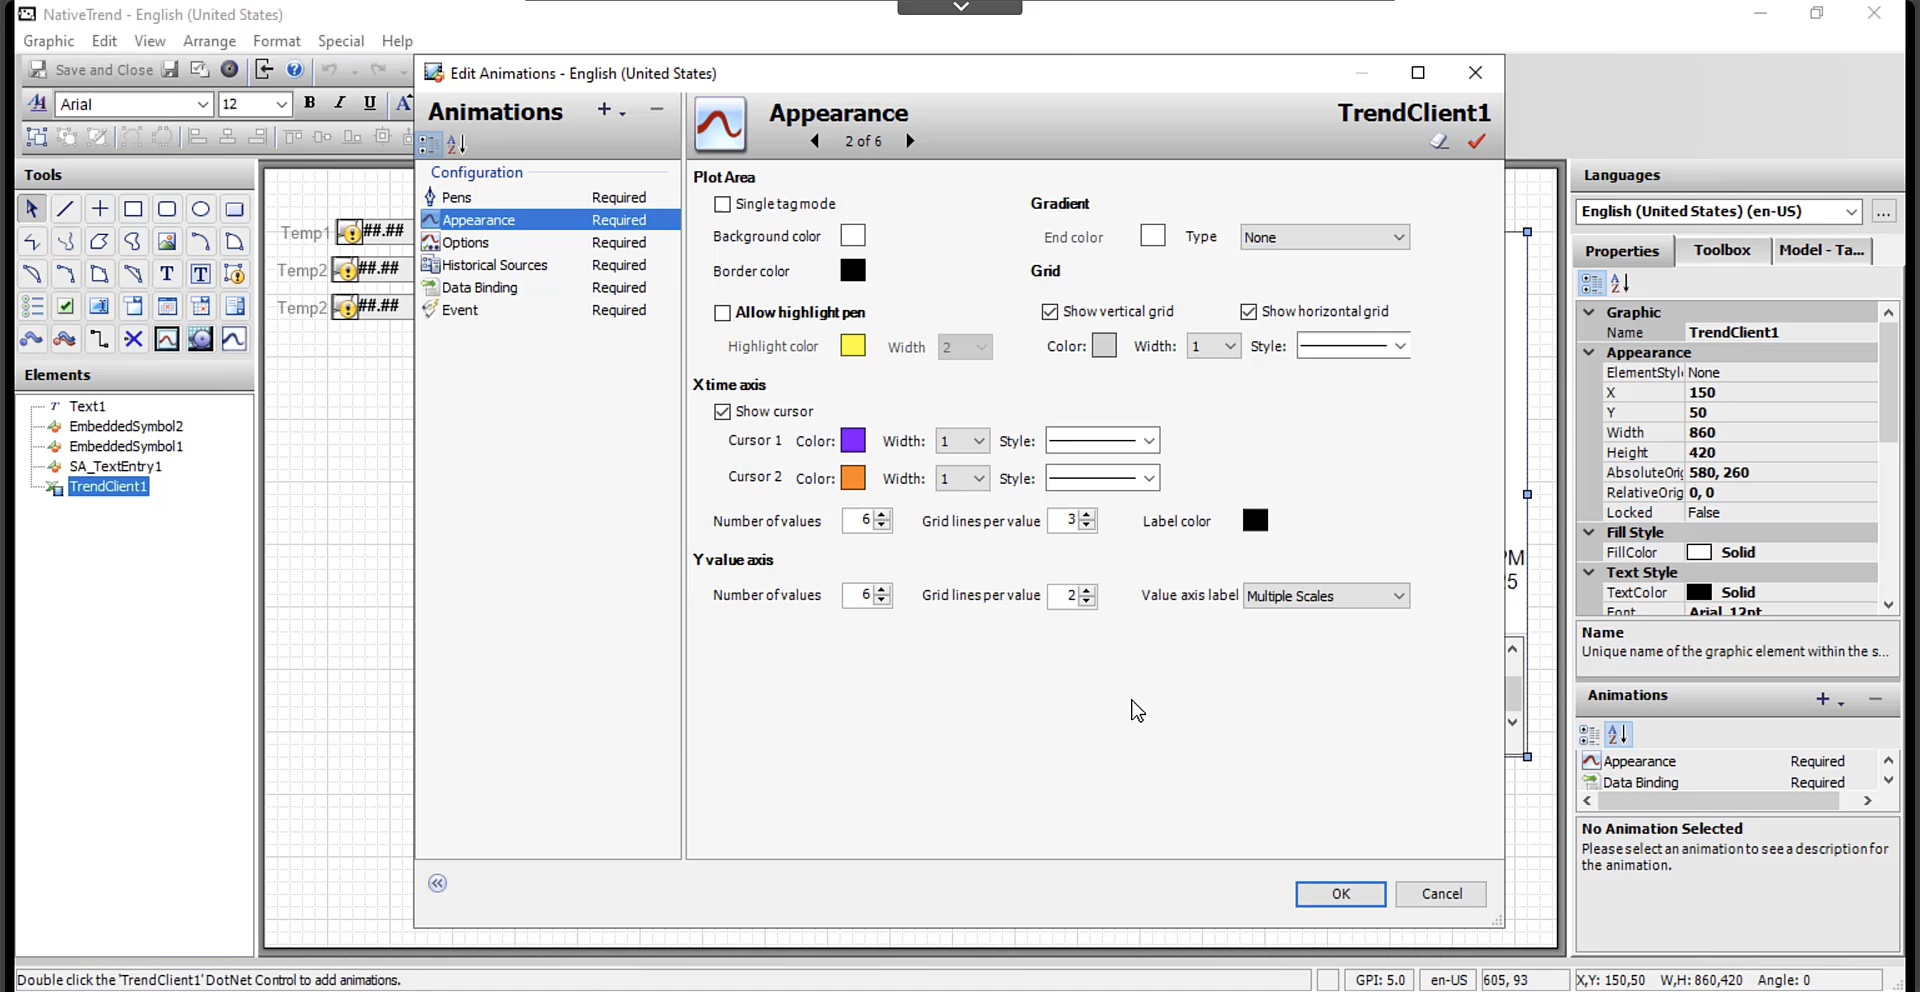 NativeTrend - English (United States)
Graphic Edit View Arrange Format Special Help
Save and Close
Arial 12 B I U A
Tools
Elements
Text1
EmbeddedSymbol2
EmbeddedSymbol1
SA_TextEntry1
TrendClient1
Temp1 ##.##
Temp2 ##.##
Temp2 ##.##
Edit Animations - English (United States)
Animations
Configuration
Pens Required
Appearance Required
Options Required
Historical Sources Required
Data Binding Required
Event Required
Appearance
2 of 6
TrendClient1
Plot Area
Single tag mode
Background color
Border color
Gradient
End color Type None
Grid
Allow highlight pen
Highlight color Width 2
Show vertical grid Show horizontal grid
Color: Width: 1 Style:
X time axis
Show cursor
Cursor 1 Color: Width: 1 Style:
Cursor 2 Color: Width: 1 Style:
Number of values 6 Grid lines per value 3 Label color
Y value axis
Number of values 6 Grid lines per value 2 Value axis label Multiple Scales
OK Cancel
PM
5
Languages
English (United States) (en-US) ...
Properties Toolbox Model - Ta...
Graphic
Name TrendClient1
Appearance
ElementStyl None
X 150
Y 50
Width 860
Height 420
AbsoluteOrig 580, 260
RelativeOrig 0, 0
Locked False
Fill Style
FillColor Solid
Text Style
TextColor Solid
Font Arial, 12pt
Name
Unique name of the graphic element within the s...
Animations
Appearance Required
Data Binding Required
No Animation Selected
Please select an animation to see a description for
the animation.
Double click the 'TrendClient1' DotNet Control to add animations.
GPI: 5.0 en-US 605, 93 X,Y: 150,50 W,H: 860,420 Angle: 0